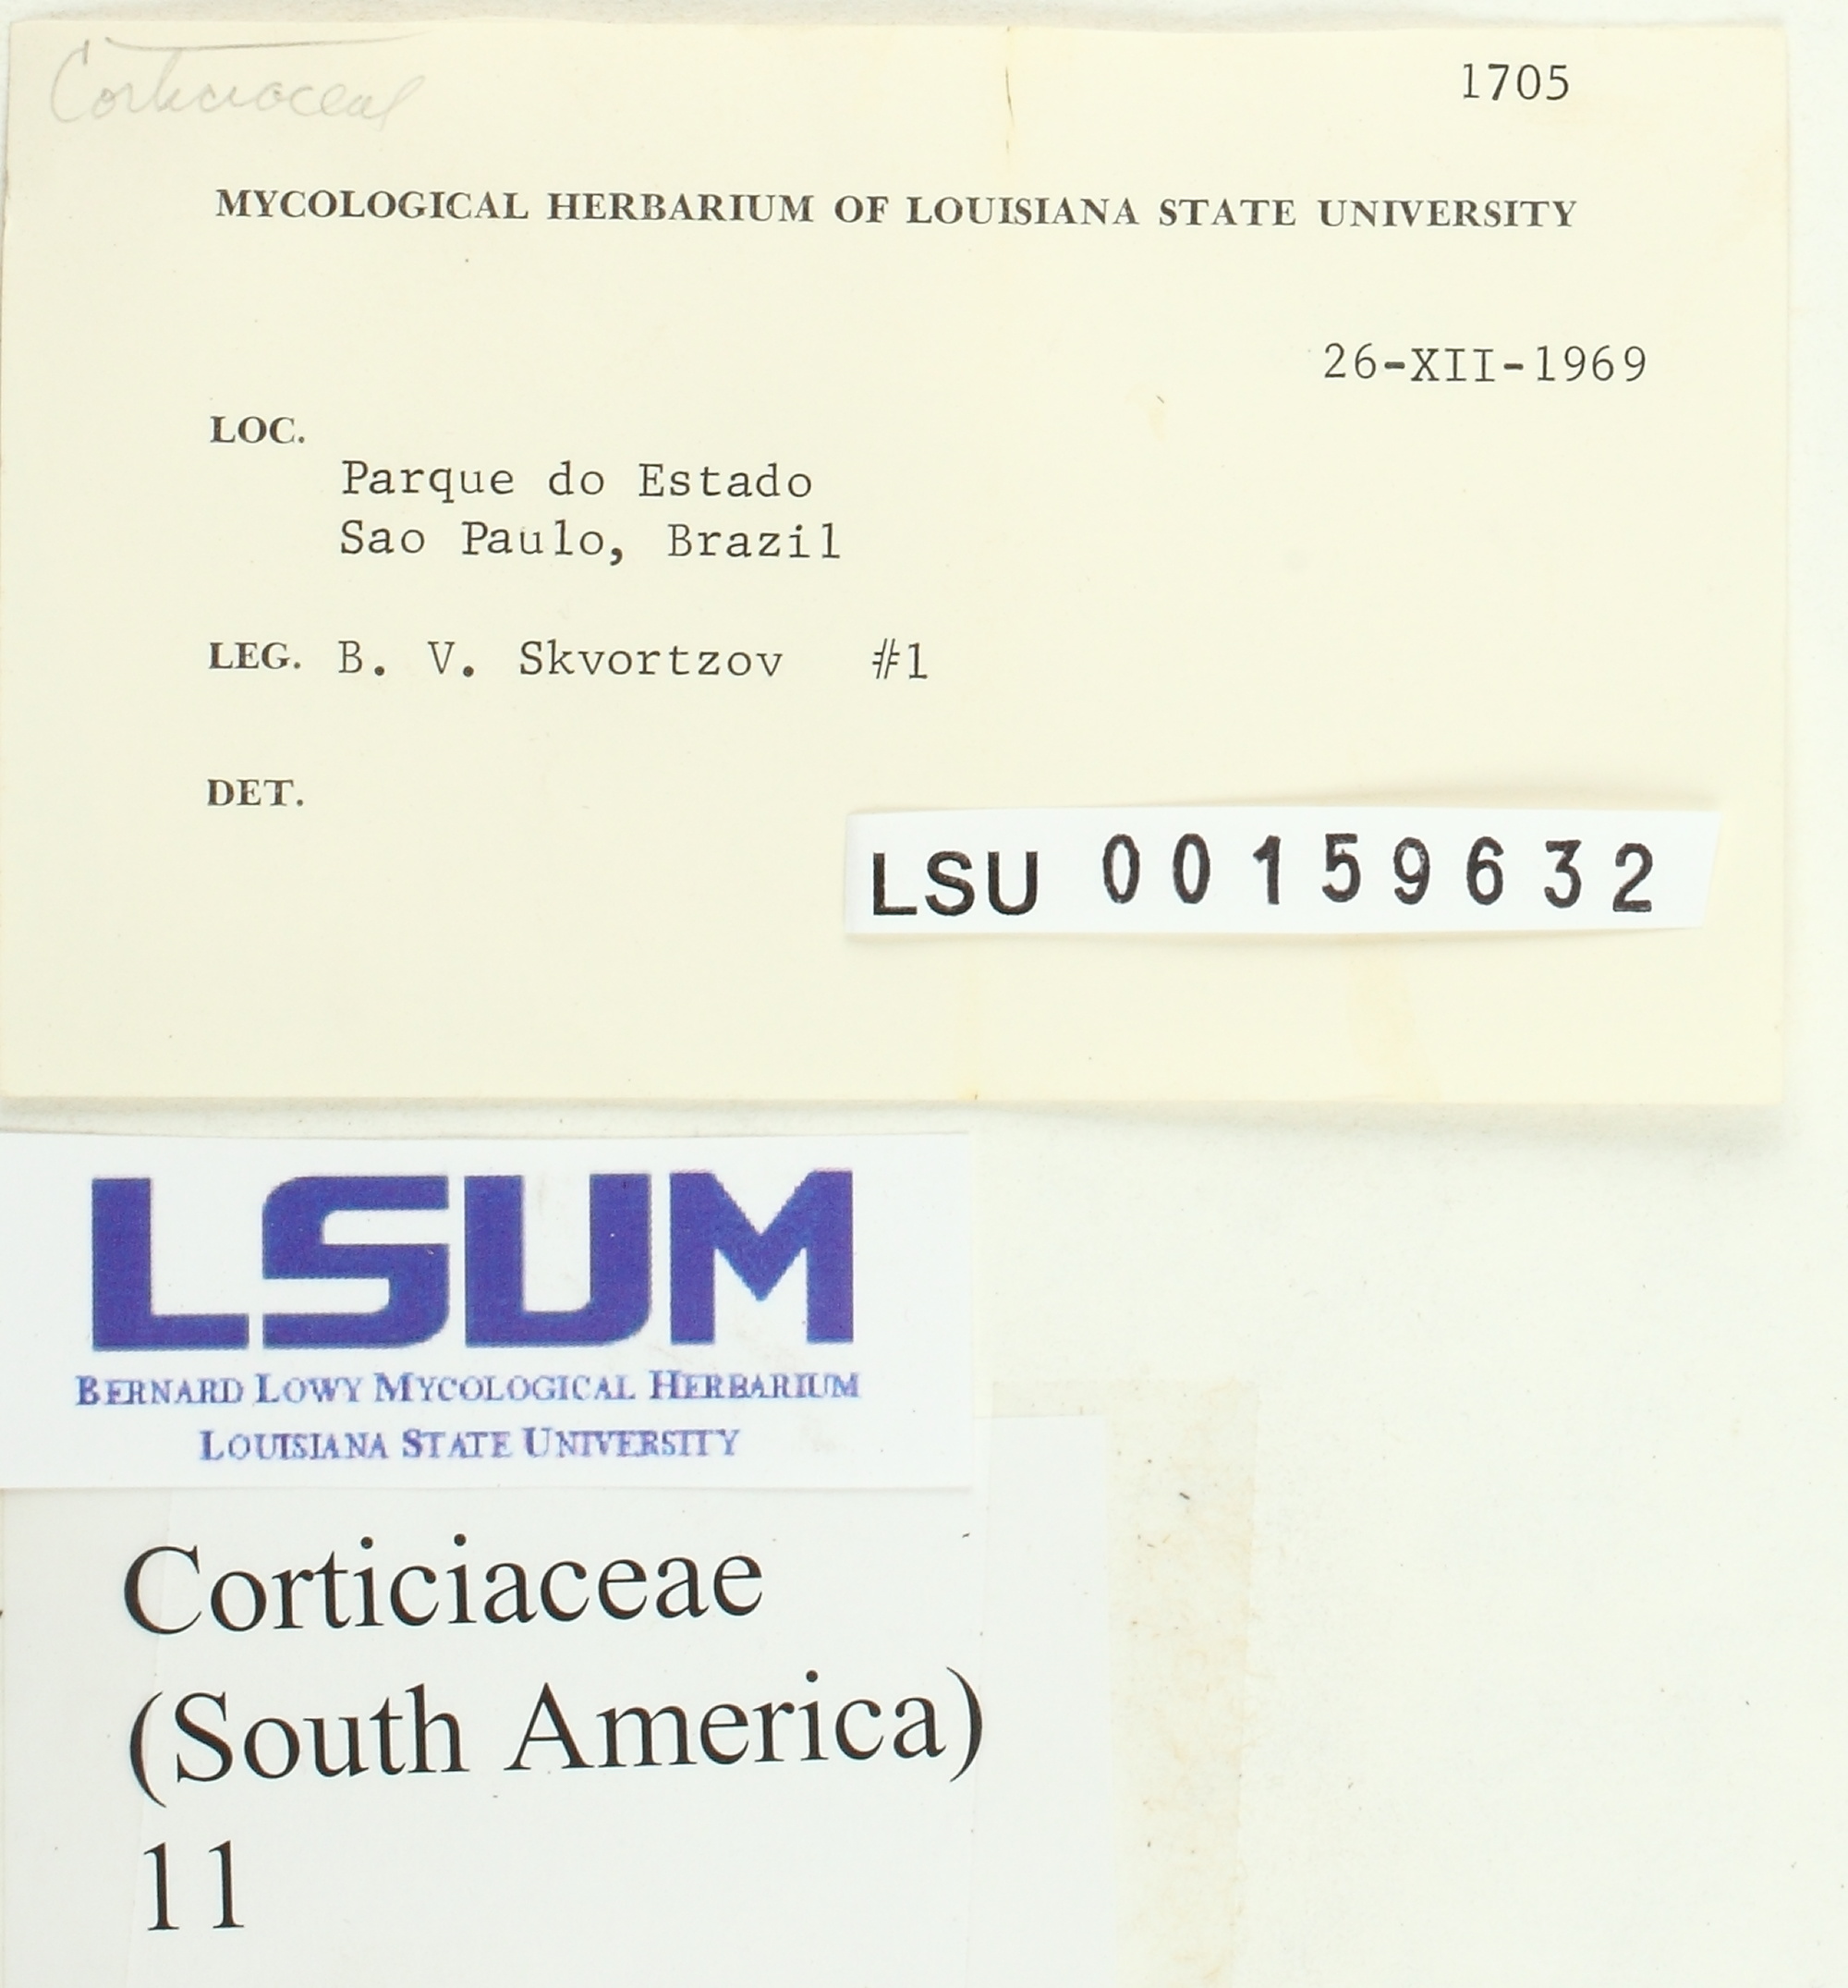 Corticiaceae
1705
MYCOLOGICAL HERBARIUM OF LOUISIANA STATE UNIVERSITY
26-XII-1969
LOC.
Parque do Estado
Sao Paulo, Brazil
LEG. B. V. Skvortzov #1
DET.
LSU 00159632
LSUM
BERNARD LOWY MYCOLOGICAL HERBARIUM
LOUISIANA STATE UNIVERSITY
Corticiaceae
(South America)
11